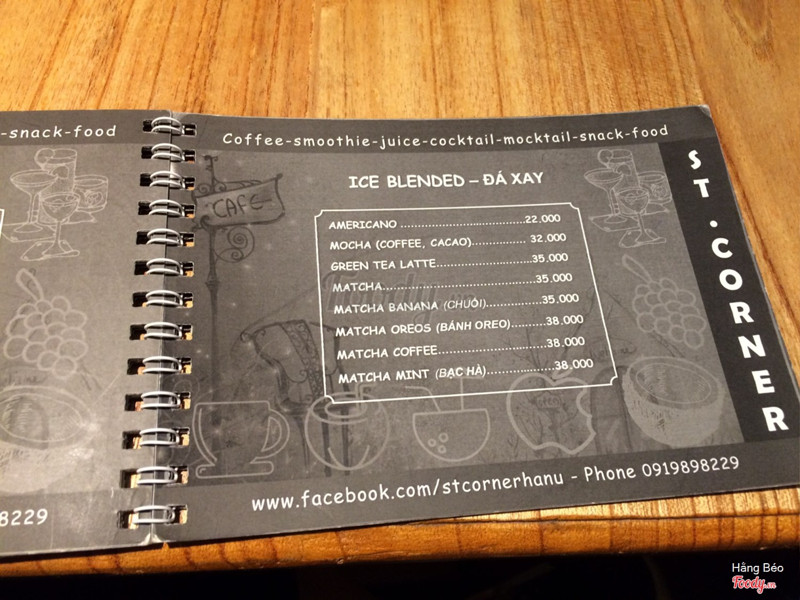 -snack-food
8229
Coffee-smoothie-juice-cocktail-mocktail-snack-food
CAFE
ICE BLENDED – ĐÁ XAY
AMERICANO ........................................22.000
MOCHA (COFFEE, CACAO)................ 32.000
GREEN TEA LATTE..............................35.000
MATCHA................................................35.000
MATCHA BANANA (CHUỐI)..................35.000
MATCHA OREOS (BÁNH OREO)...........38.000
MATCHA COFFEE..................................38.000
MATCHA MINT (BẠC HÀ)......................38.000
ST.CORNER
www.facebook.com/stcornerhanu - Phone 0919898229
Hằng Béo
Foody.vn